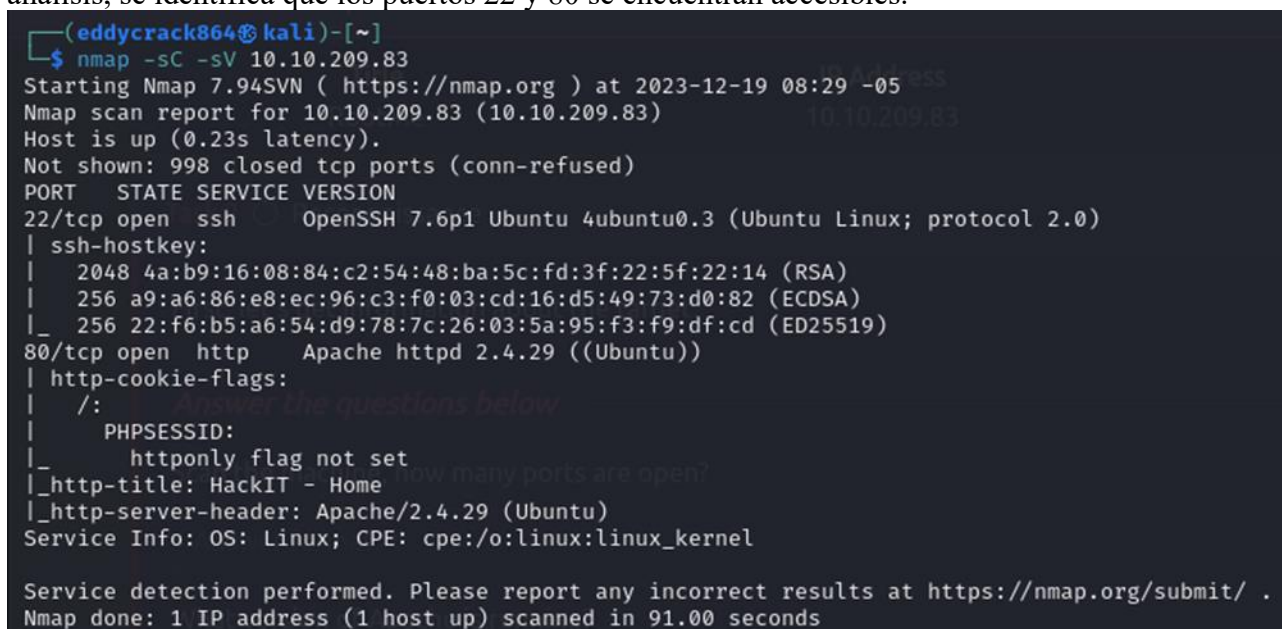 análisis, se identifica que los puertos 22 y 80 se encuentran accesibles.
(eddycrack864㉿kali)-[~]
$ nmap -sC -sV 10.10.209.83
Starting Nmap 7.94SVN ( https://nmap.org ) at 2023-12-19 08:29 -05
Nmap scan report for 10.10.209.83 (10.10.209.83)
Host is up (0.23s latency).
Not shown: 998 closed tcp ports (conn-refused)
PORT   STATE SERVICE VERSION
22/tcp open  ssh     OpenSSH 7.6p1 Ubuntu 4ubuntu0.3 (Ubuntu Linux; protocol 2.0)
| ssh-hostkey:
|   2048 4a:b9:16:08:84:c2:54:48:ba:5c:fd:3f:22:5f:22:14 (RSA)
|   256 a9:a6:86:e8:ec:96:c3:f0:03:cd:16:d5:49:73:d0:82 (ECDSA)
|_  256 22:f6:b5:a6:54:d9:78:7c:26:03:5a:95:f3:f9:df:cd (ED25519)
80/tcp open  http    Apache httpd 2.4.29 ((Ubuntu))
| http-cookie-flags:
|   /:
|     PHPSESSID:
|_      httponly flag not set
|_http-title: HackIT - Home
|_http-server-header: Apache/2.4.29 (Ubuntu)
Service Info: OS: Linux; CPE: cpe:/o:linux:linux_kernel
Service detection performed. Please report any incorrect results at https://nmap.org/submit/ .
Nmap done: 1 IP address (1 host up) scanned in 91.00 seconds
IP Address
10.10.209.83
Answer the questions below
how many ports are open?